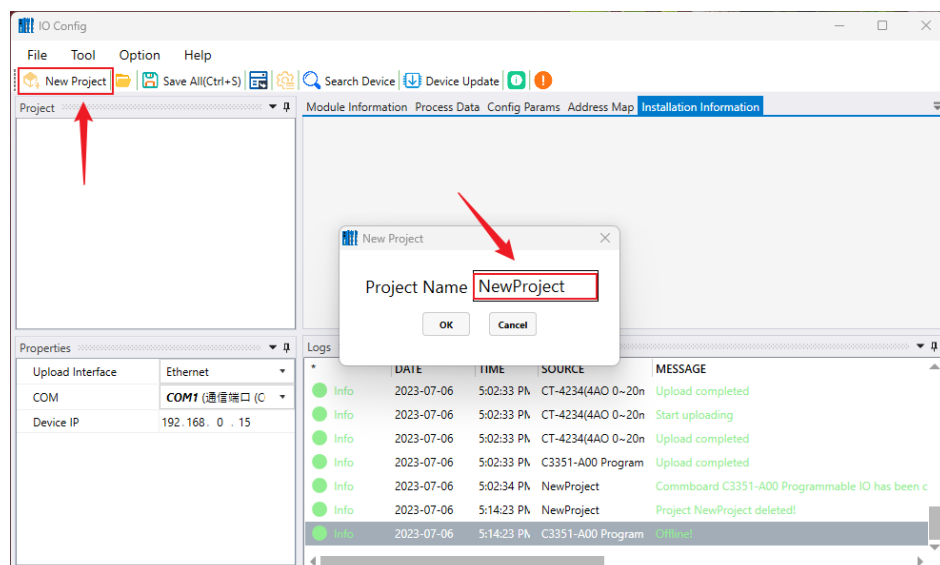 IO Config
File Tool Option Help
New Project Save All(Ctrl+S) Search Device Device Update
Project
Module Information Process Data Config Params Address Map Installation Information
New Project
Project Name NewProject
OK Cancel
Properties
Upload Interface Ethernet
COM COM1 (通信端口 (C
Device IP 192.168. 0 . 15
Logs
* DATE TIME SOURCE MESSAGE
Info 2023-07-06 5:02:33 PM CT-4234(4AO 0~20n Upload completed
Info 2023-07-06 5:02:33 PM CT-4234(4AO 0~20n Start uploading
Info 2023-07-06 5:02:33 PM CT-4234(4AO 0~20n Upload completed
Info 2023-07-06 5:02:33 PM C3351-A00 Program Upload completed
Info 2023-07-06 5:02:34 PM NewProject Commboard C3351-A00 Programmable IO has been c
Info 2023-07-06 5:14:23 PM NewProject Project NewProject deleted!
Info 2023-07-06 5:14:23 PM C3351-A00 Program Offline!